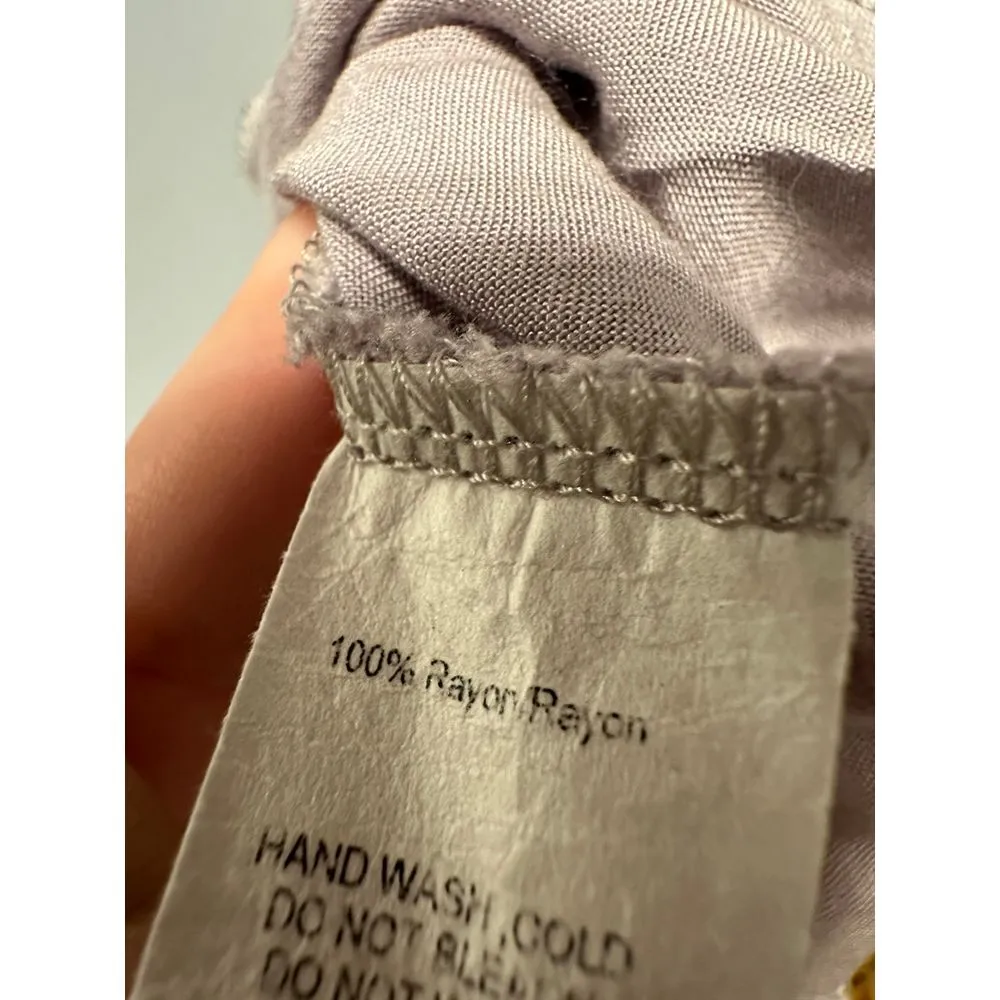 100% Rayon/Rayon
HAND WASH, COLD
DO NOT
DO NOT